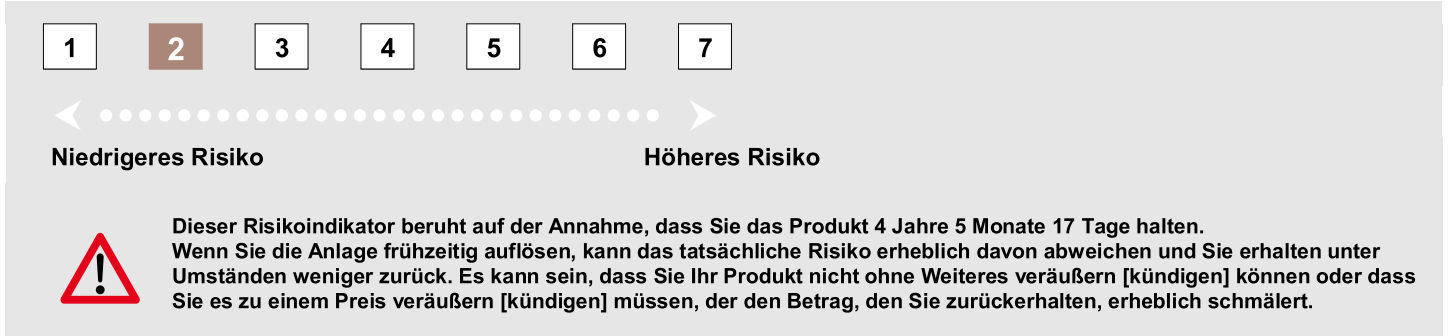 1 2 3 4 5 6 7
Niedrigeres Risiko Höheres Risiko
Dieser Risikoindikator beruht auf der Annahme, dass Sie das Produkt 4 Jahre 5 Monate 17 Tage halten.
Wenn Sie die Anlage frühzeitig auflösen, kann das tatsächliche Risiko erheblich davon abweichen und Sie erhalten unter
Umständen weniger zurück. Es kann sein, dass Sie Ihr Produkt nicht ohne Weiteres veräußern [kündigen] können oder dass
Sie es zu einem Preis veräußern [kündigen] müssen, der den Betrag, den Sie zurückerhalten, erheblich schmälert.